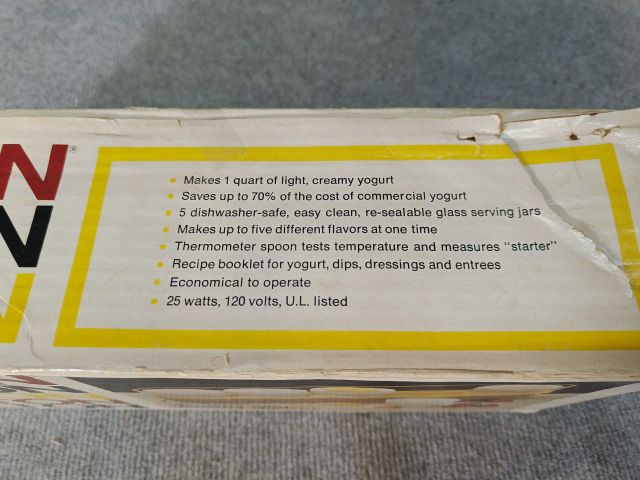 N®
N
• Makes 1 quart of light, creamy yogurt
• Saves up to 70% of the cost of commercial yogurt
• 5 dishwasher-safe, easy clean, re-sealable glass serving jars
• Makes up to five different flavors at one time
• Thermometer spoon tests temperature and measures "starter"
• Recipe booklet for yogurt, dips, dressings and entrees
• Economical to operate
• 25 watts, 120 volts, U.L. listed